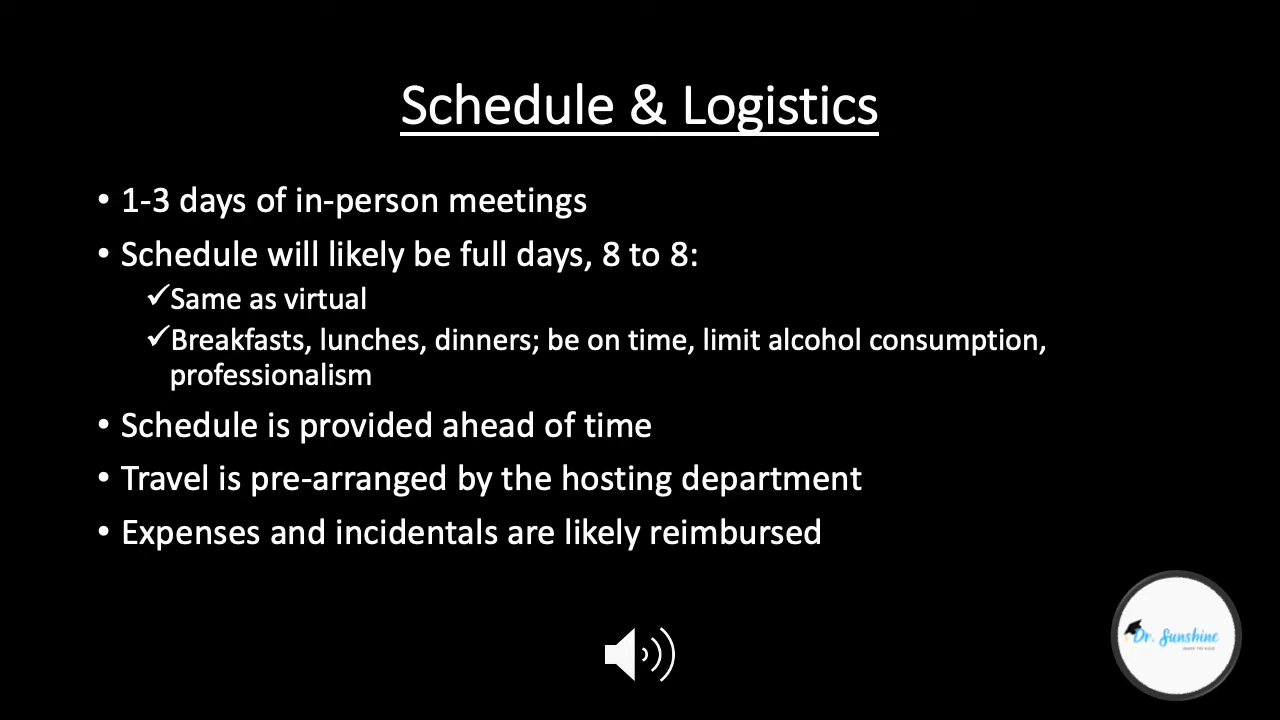 Schedule & Logistics
• 1-3 days of in-person meetings
• Schedule will likely be full days, 8 to 8:
✓Same as virtual
✓Breakfasts, lunches, dinners; be on time, limit alcohol consumption,
professionalism
• Schedule is provided ahead of time
• Travel is pre-arranged by the hosting department
• Expenses and incidentals are likely reimbursed
Dr. Sunshine